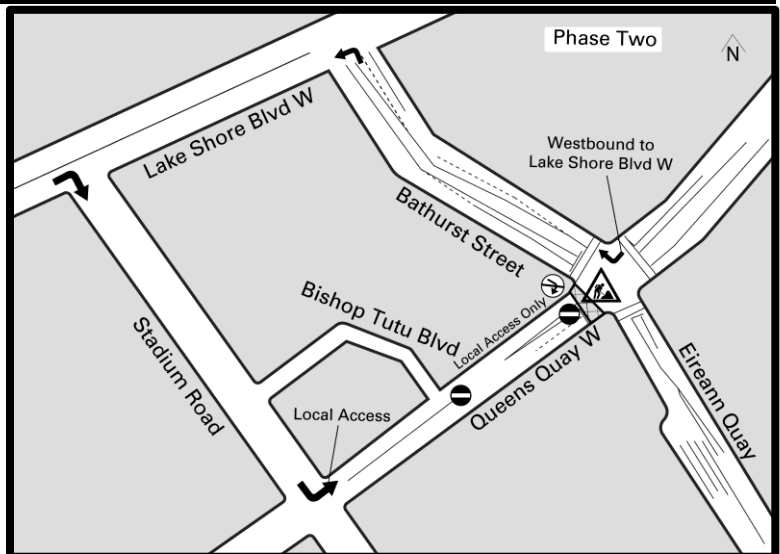 Phase Two
N
Lake Shore Blvd W
Westbound to
Lake Shore Blvd W
Bathurst Street
Bishop Tutu Blvd
Local Access Only
Stadium Road
Queens Quay W
Eireann Quay
Local Access